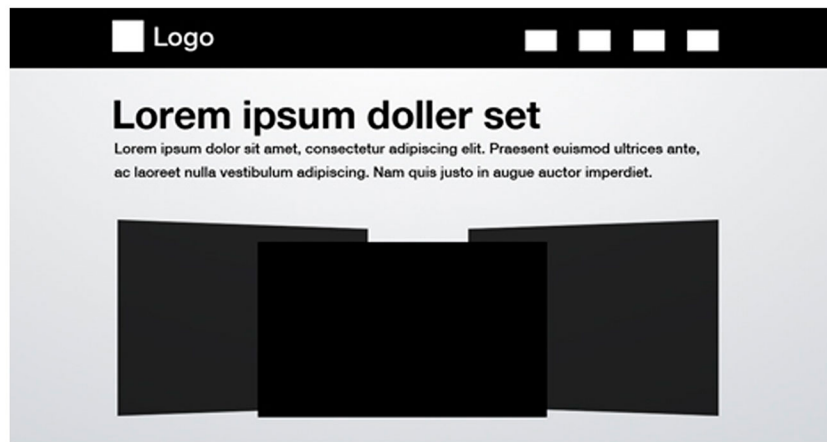 Logo
Lorem ipsum doller set
Lorem ipsum dolor sit amet, consectetur adipiscing elit. Praesent euismod ultrices ante,
ac laoreet nulla vestibulum adipiscing. Nam quis justo in augue auctor imperdiet.